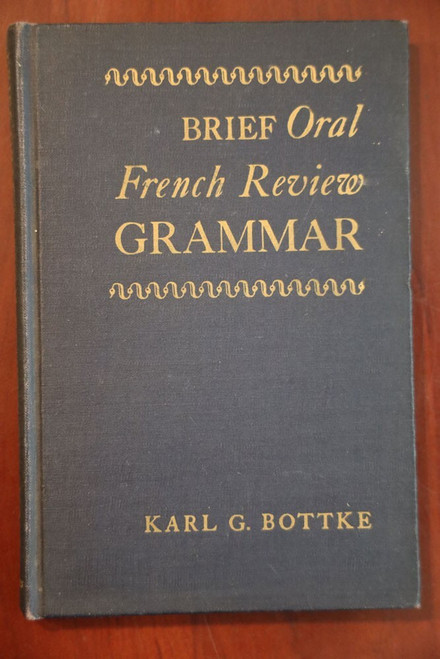 BRIEF Oral
French Review
GRAMMAR
KARL G. BOTTKE